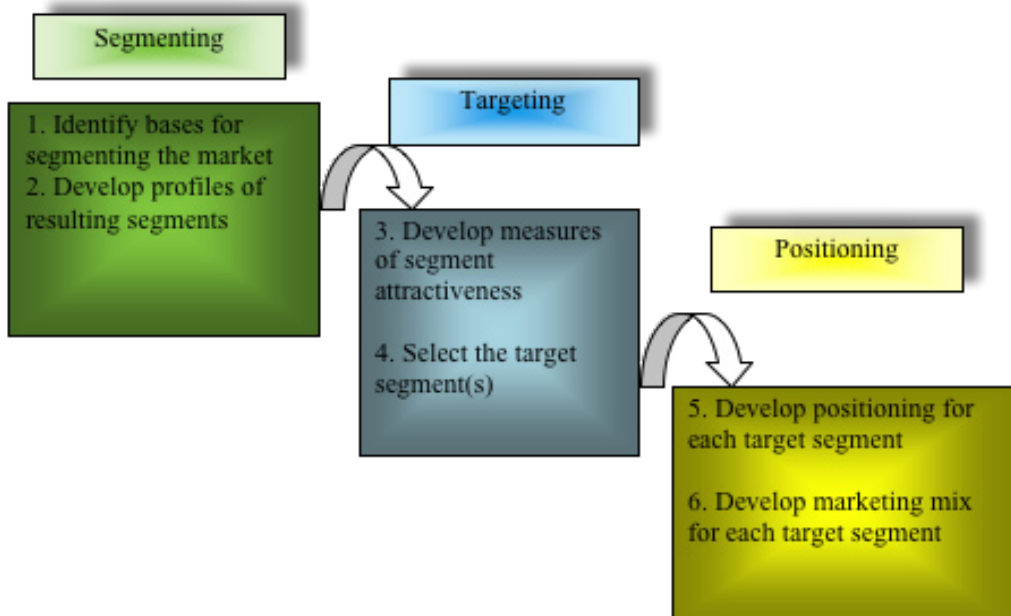 Segmenting
1. Identify bases for
segmenting the market
2. Develop profiles of
resulting segments
Targeting
3. Develop measures
of segment
attractiveness
4. Select the target
segment(s)
Positioning
5. Develop positioning for
each target segment
6. Develop marketing mix
for each target segment